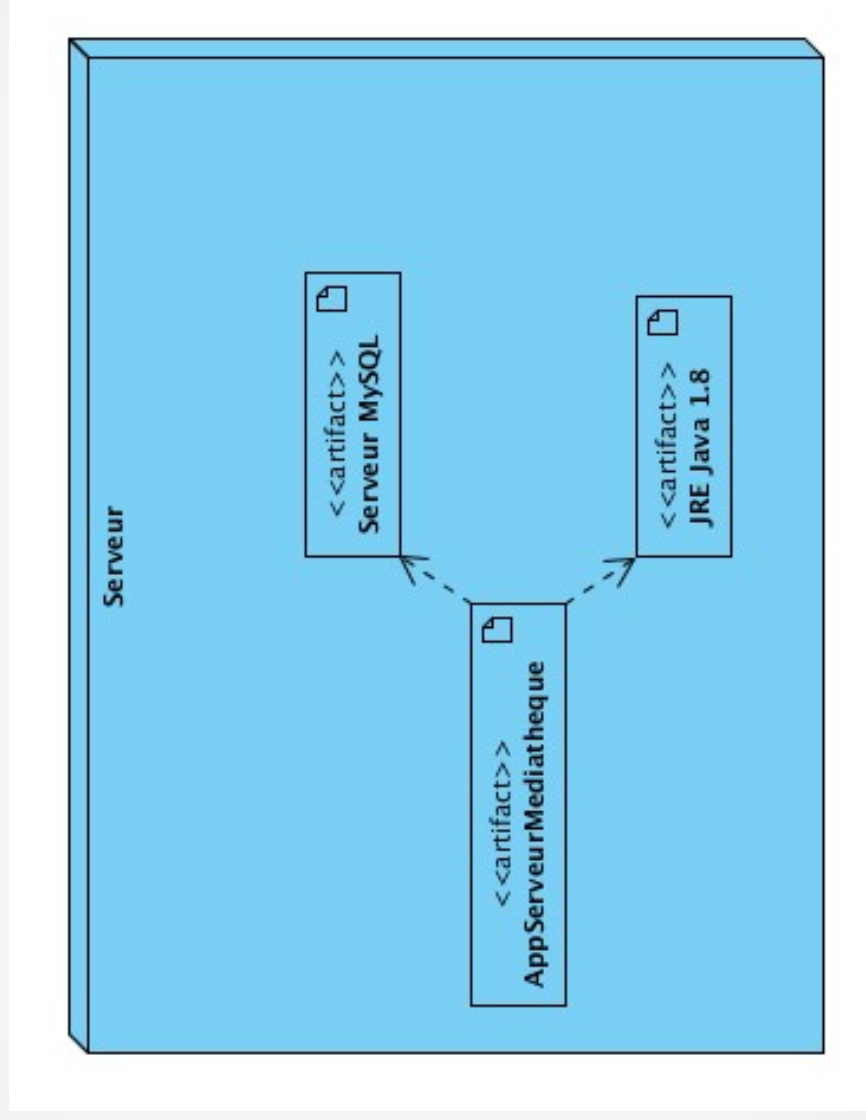 Serveur
<<artifact>>
Serveur MySQL
<<artifact>>
AppServeurMediatheque
<<artifact>>
JRE Java 1.8